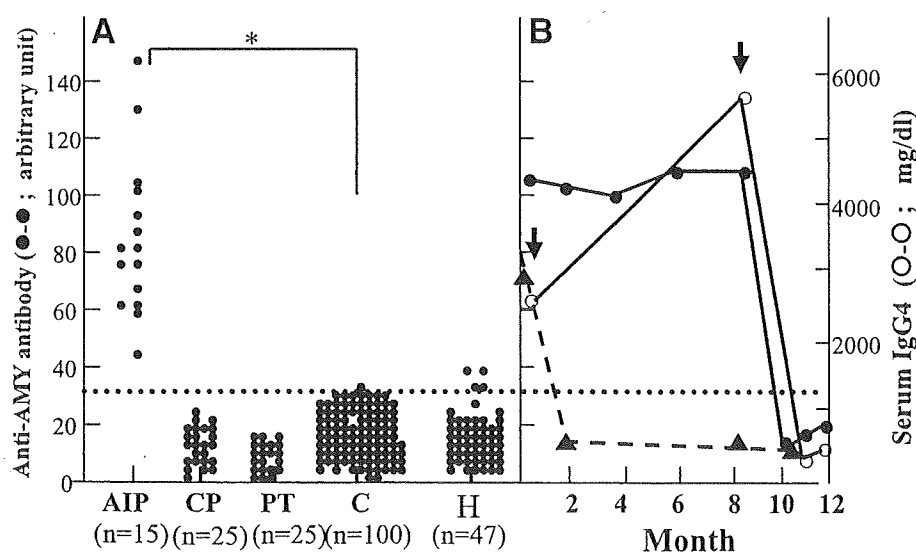 A
*
B
Anti-AMY antibody (●-●; arbitrary unit)
140
120
100
80
60
40
20
0
AIP
CP
PT
C
H
(n=15)
(n=25)
(n=25)
(n=100)
(n=47)
2
4
6
8
10
12
Month
6000
4000
2000
0
Serum IgG4 (○-○; mg/dl)